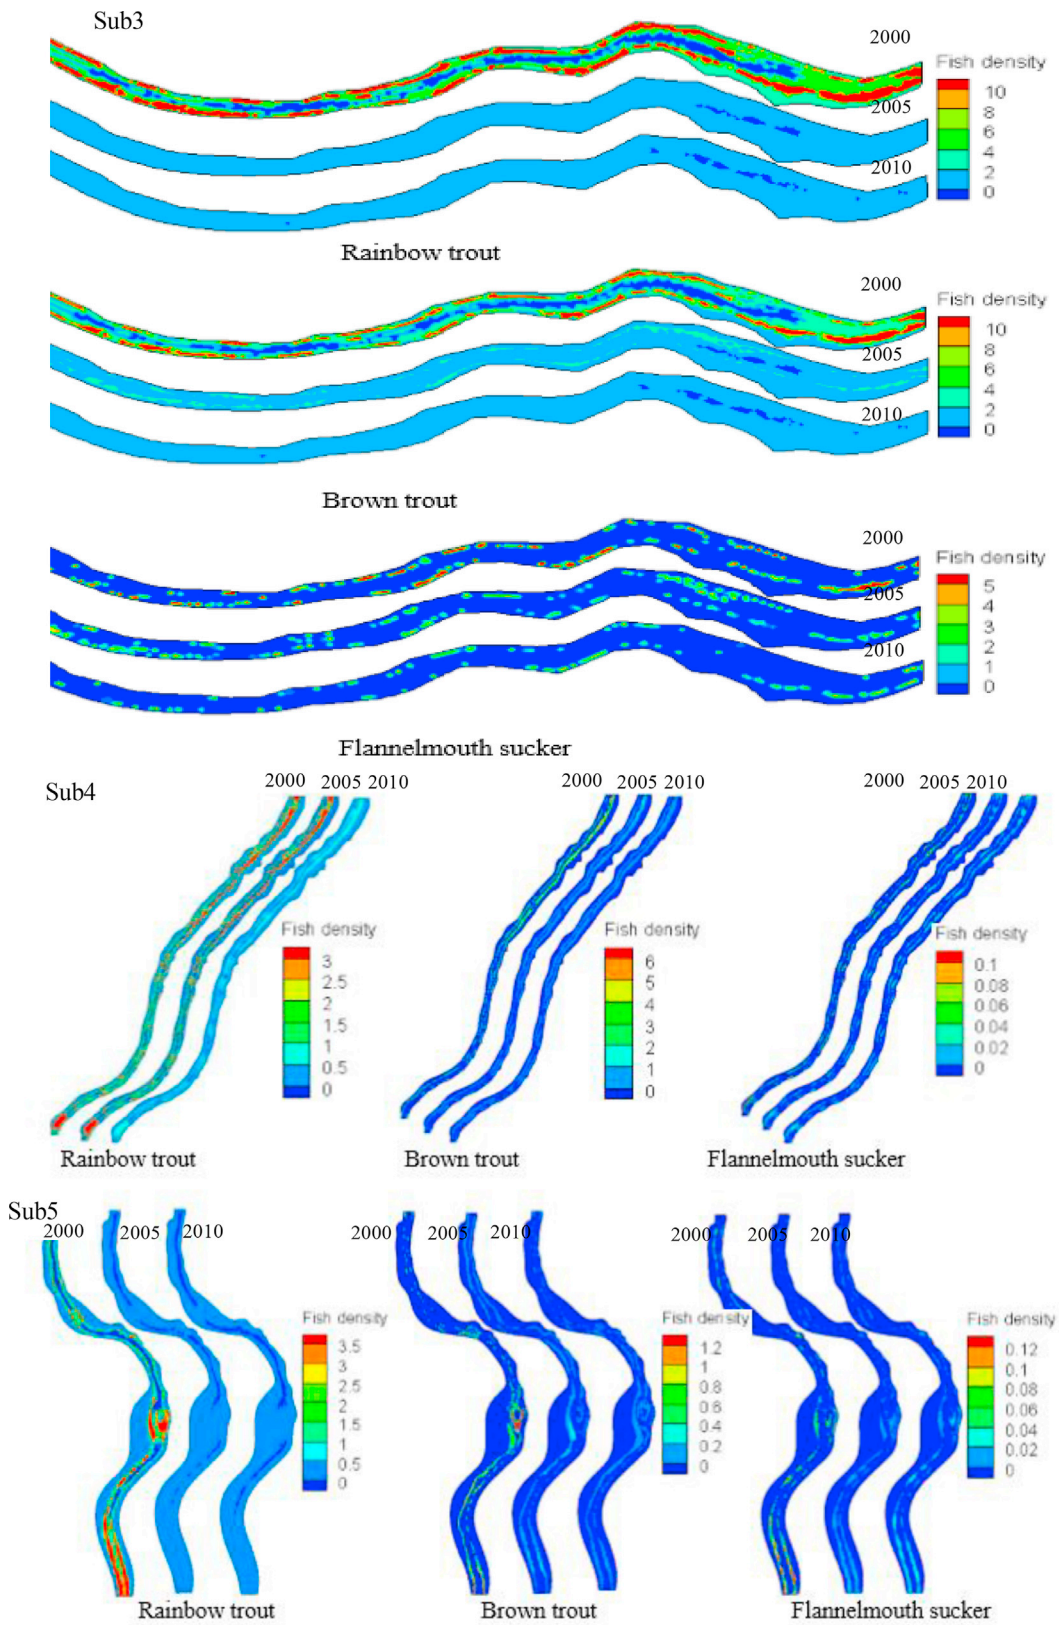 Sub3
2000
Fish density
10
8
6
4
2
0
2005
2010
Rainbow trout
2000
Fish density
10
8
6
4
2
0
2005
2010
Brown trout
2000
Fish density
5
4
3
2
1
0
2005
2010
Flannelmouth sucker
Sub4
2000 2005 2010
Fish density
3
2.5
2
1.5
1
0.5
0
Rainbow trout
2000 2005 2010
Fish density
6
5
4
3
2
1
0
Brown trout
2000 2005 2010
Fish density
0.1
0.08
0.06
0.04
0.02
0
Flannelmouth sucker
Sub5
2000 2005 2010
Fish density
3.5
3
2.5
2
1.5
1
0.5
0
Rainbow trout
2000 2005 2010
Fish density
1.2
1
0.8
0.6
0.4
0.2
0
Brown trout
2000 2005 2010
Fish density
0.12
0.1
0.08
0.06
0.04
0.02
0
Flannelmouth sucker